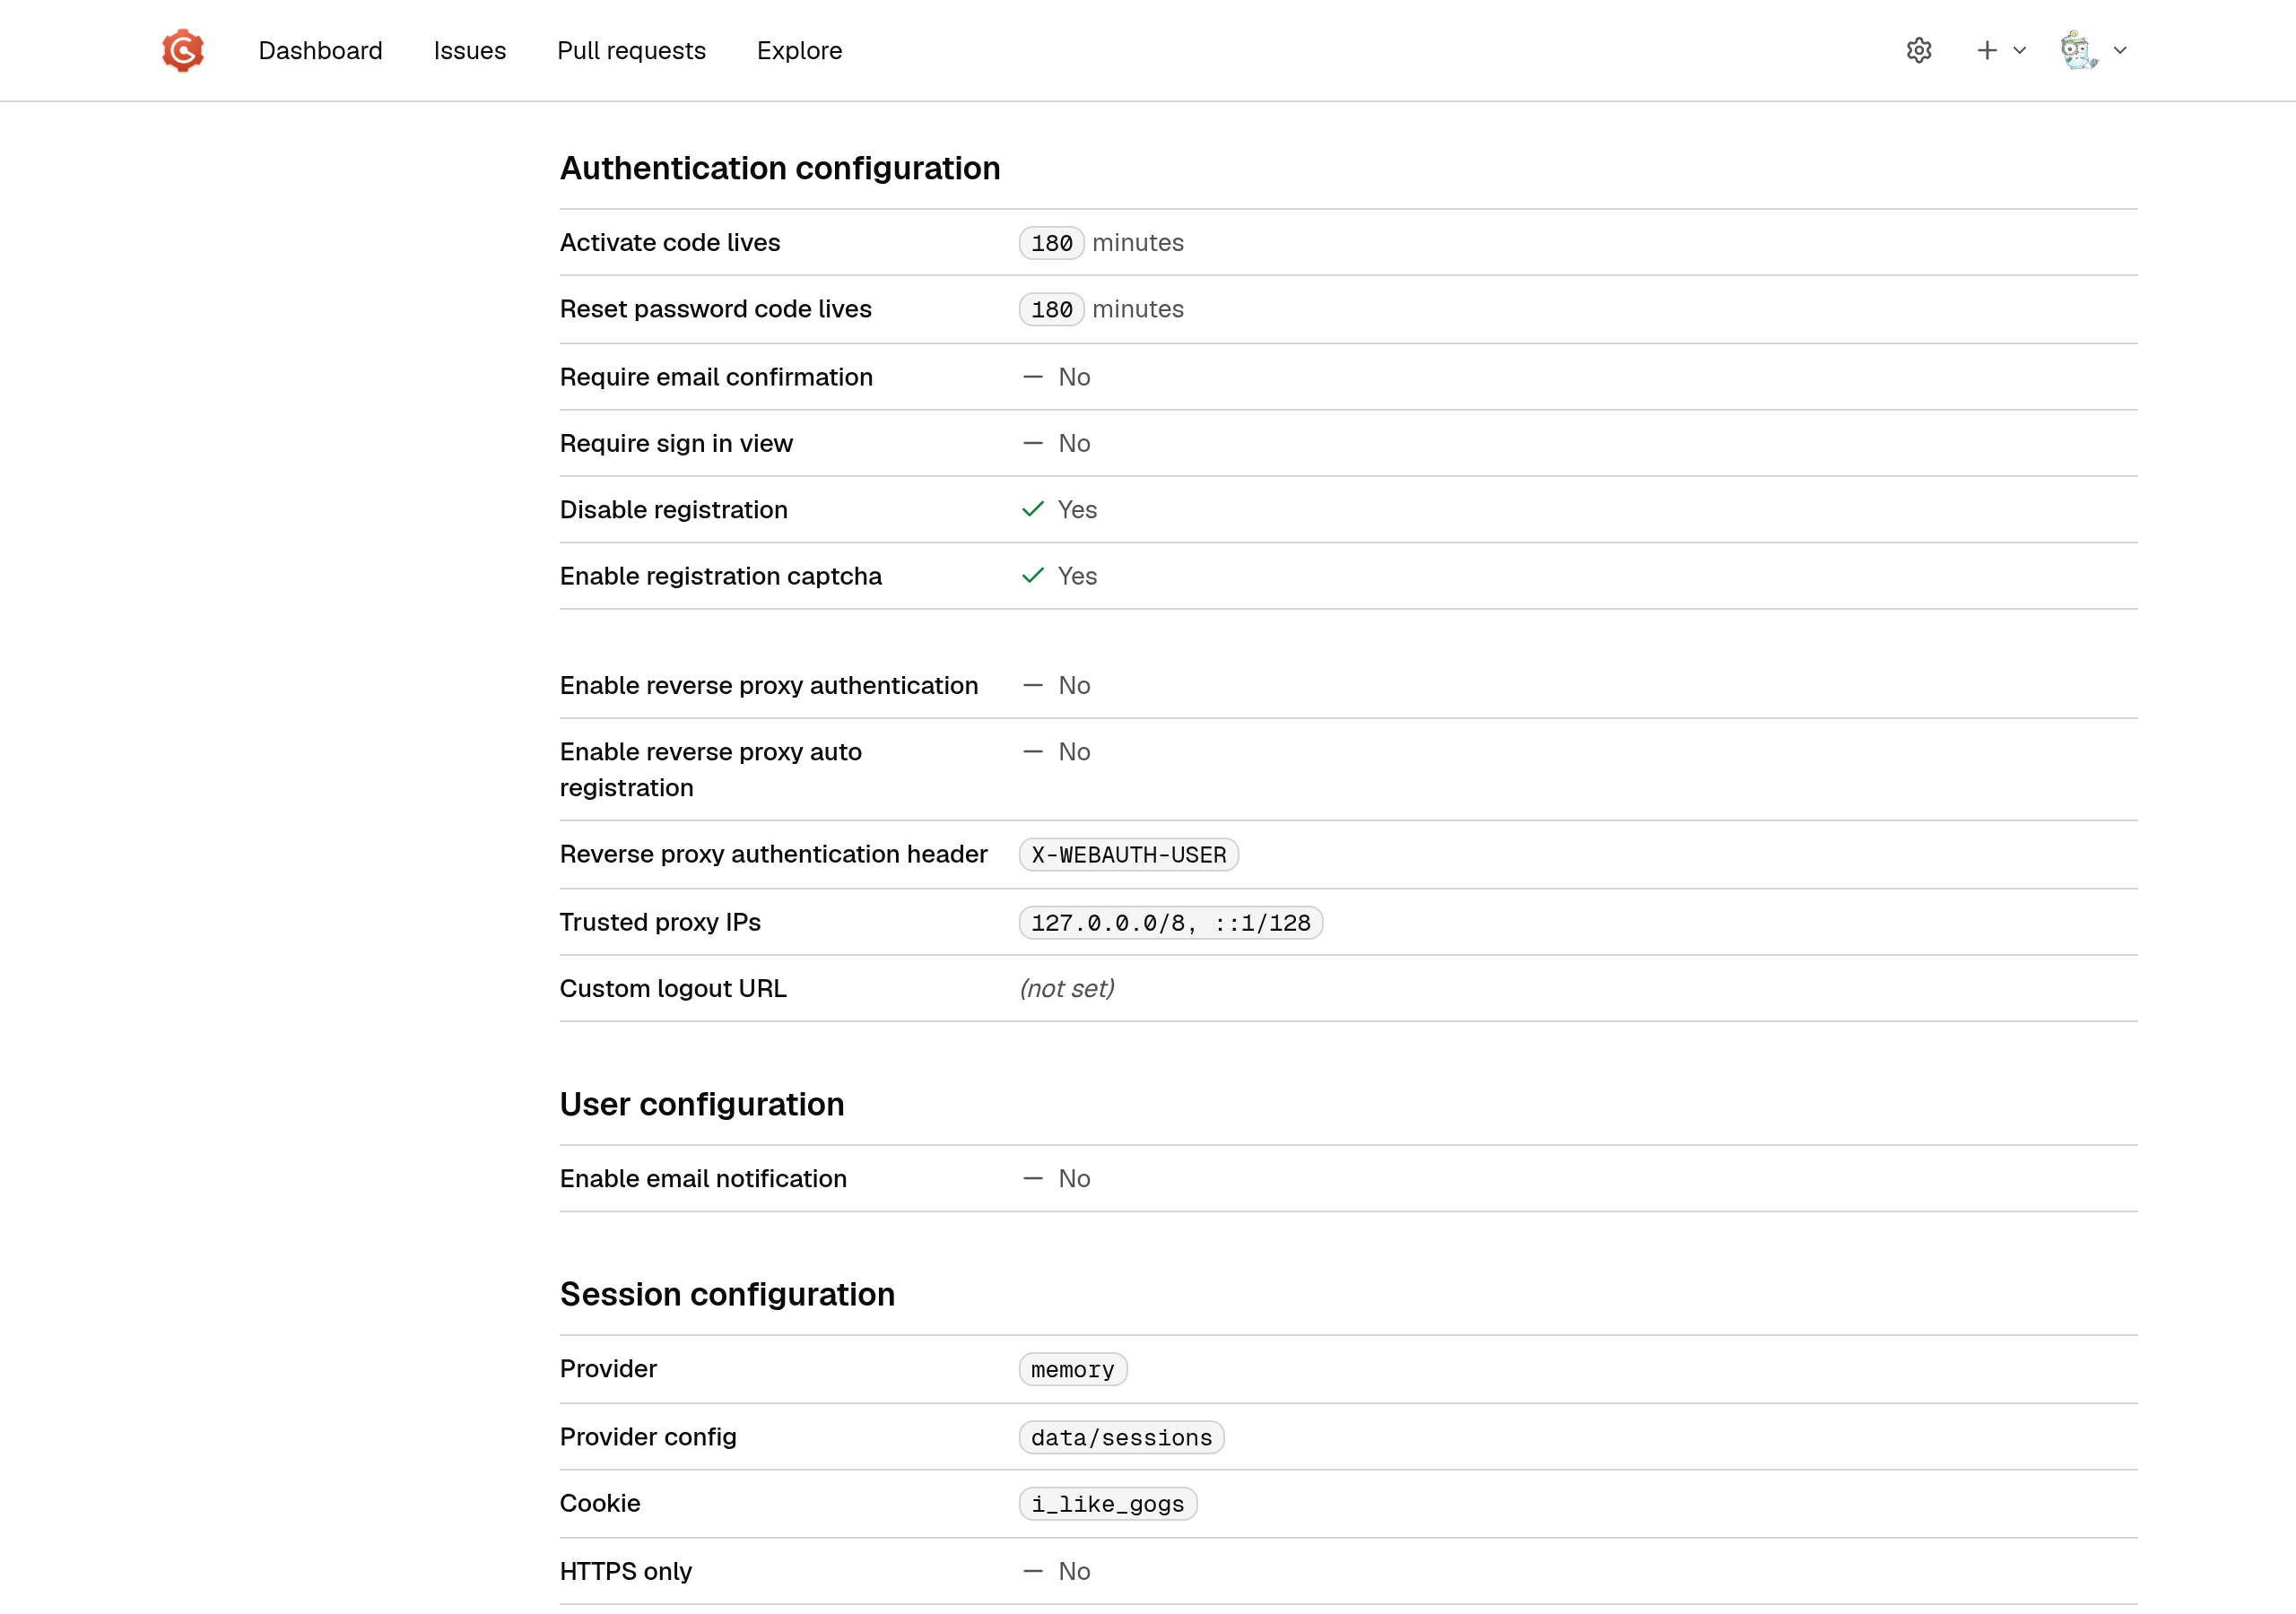 Dashboard Issues Pull requests Explore
Authentication configuration
Activate code lives 180 minutes
Reset password code lives 180 minutes
Require email confirmation — No
Require sign in view — No
Disable registration ✓ Yes
Enable registration captcha ✓ Yes
Enable reverse proxy authentication — No
Enable reverse proxy auto — No
registration
Reverse proxy authentication header X-WEBAUTH-USER
Trusted proxy IPs 127.0.0.0/8, ::1/128
Custom logout URL (not set)
User configuration
Enable email notification — No
Session configuration
Provider memory
Provider config data/sessions
Cookie i_like_gogs
HTTPS only — No